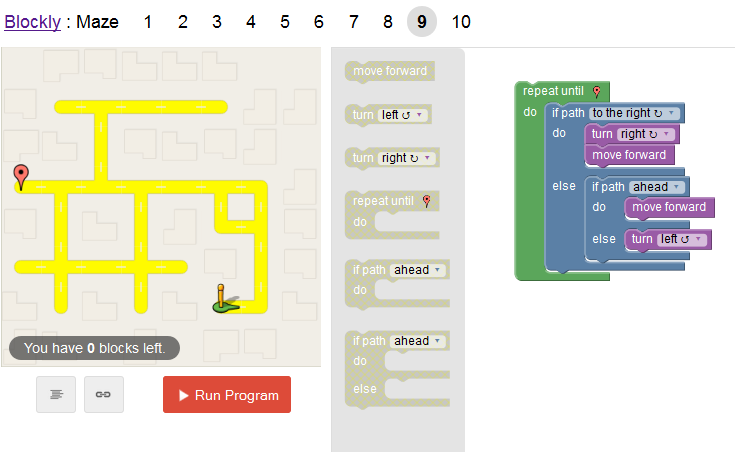 Blockly : Maze 1 2 3 4 5 6 7 8 9 10
You have 0 blocks left.
Run Program
move forward
turn left ↺ ▾
turn right ↻ ▾
repeat until
do
if path ahead ▾
do
if path ahead ▾
do
else
repeat until
do
if path to the right ↻ ▾
do
turn right ↻ ▾
move forward
else
if path ahead ▾
do
move forward
else
turn left ↺ ▾